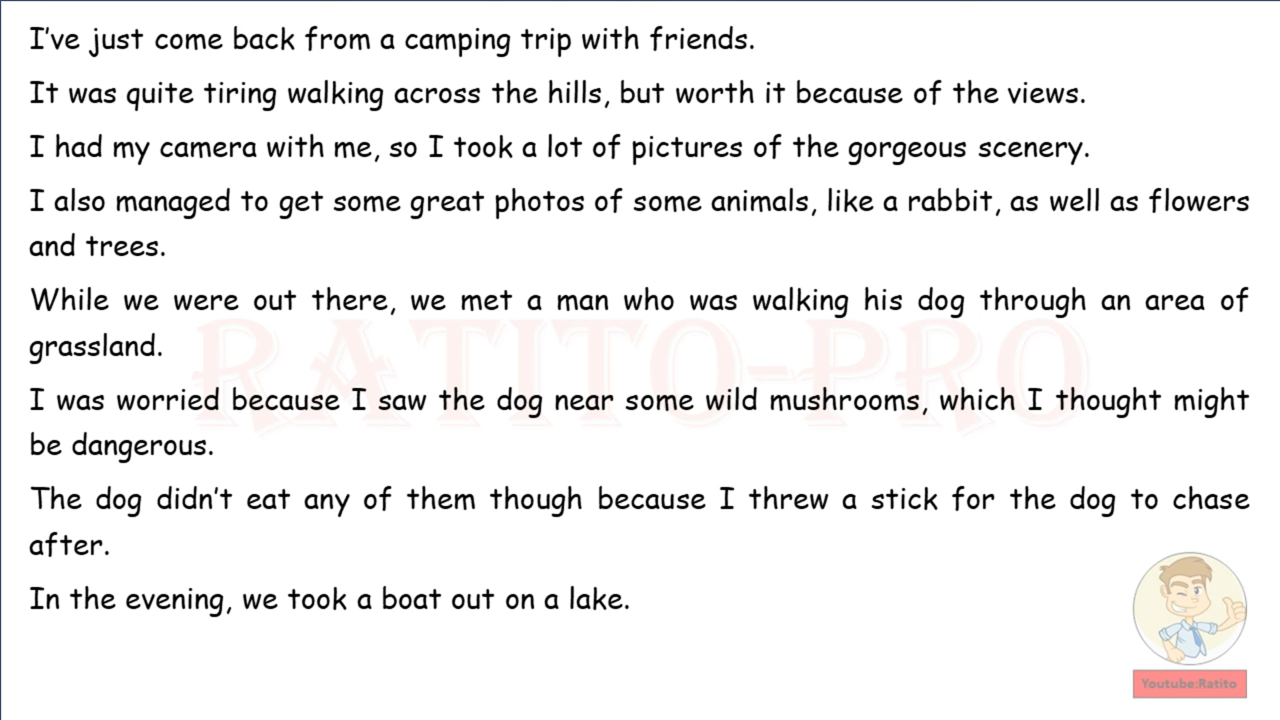 I've just come back from a camping trip with friends.
It was quite tiring walking across the hills, but worth it because of the views.
I had my camera with me, so I took a lot of pictures of the gorgeous scenery.
I also managed to get some great photos of some animals, like a rabbit, as well as flowers
and trees.
While we were out there, we met a man who was walking his dog through an area of
grassland.
RATITO-PRO
I was worried because I saw the dog near some wild mushrooms, which I thought might
be dangerous.
The dog didn't eat any of them though because I threw a stick for the dog to chase
after.
In the evening, we took a boat out on a lake.
Youtube:Ratito